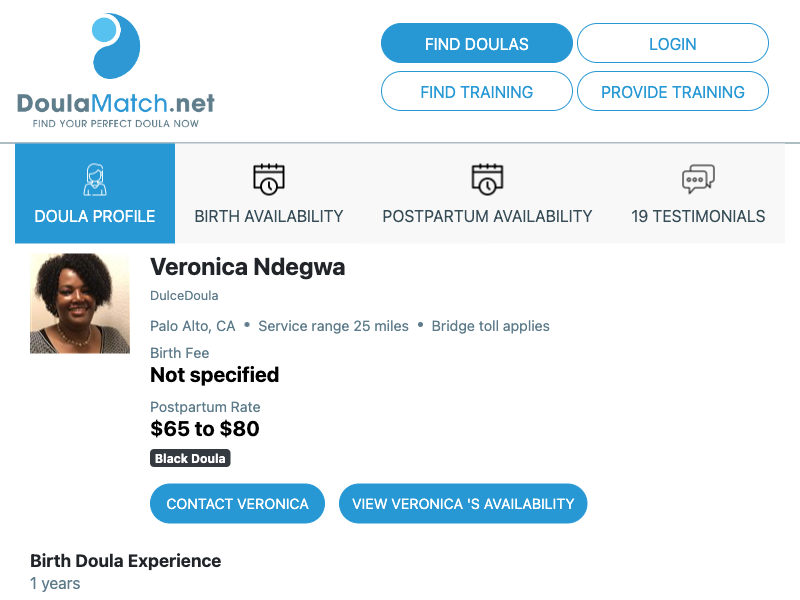 DoulaMatch.net
FIND YOUR PERFECT DOULA NOW
FIND DOULAS
LOGIN
FIND TRAINING
PROVIDE TRAINING
DOULA PROFILE
BIRTH AVAILABILITY
POSTPARTUM AVAILABILITY
19 TESTIMONIALS
Veronica Ndegwa
DulceDoula
Palo Alto, CA • Service range 25 miles • Bridge toll applies
Birth Fee
Not specified
Postpartum Rate
$65 to $80
Black Doula
CONTACT VERONICA
VIEW VERONICA 'S AVAILABILITY
Birth Doula Experience
1 years